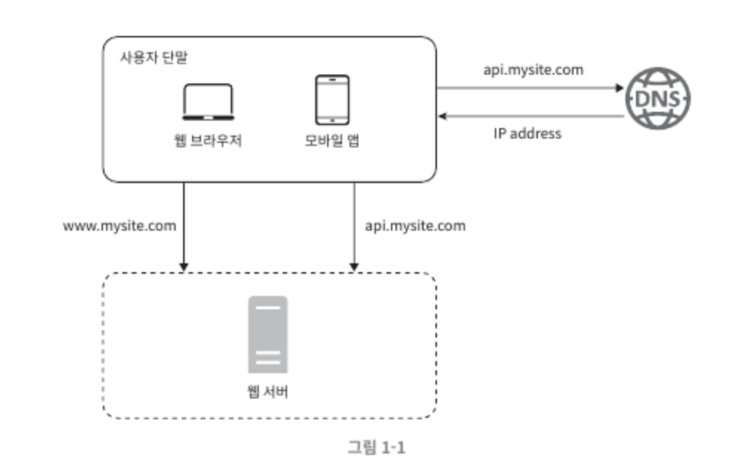 사용자 단말
api.mysite.com
DNS
웹 브라우저
모바일 앱
IP address
www.mysite.com
api.mysite.com
웹 서버
그림 1-1